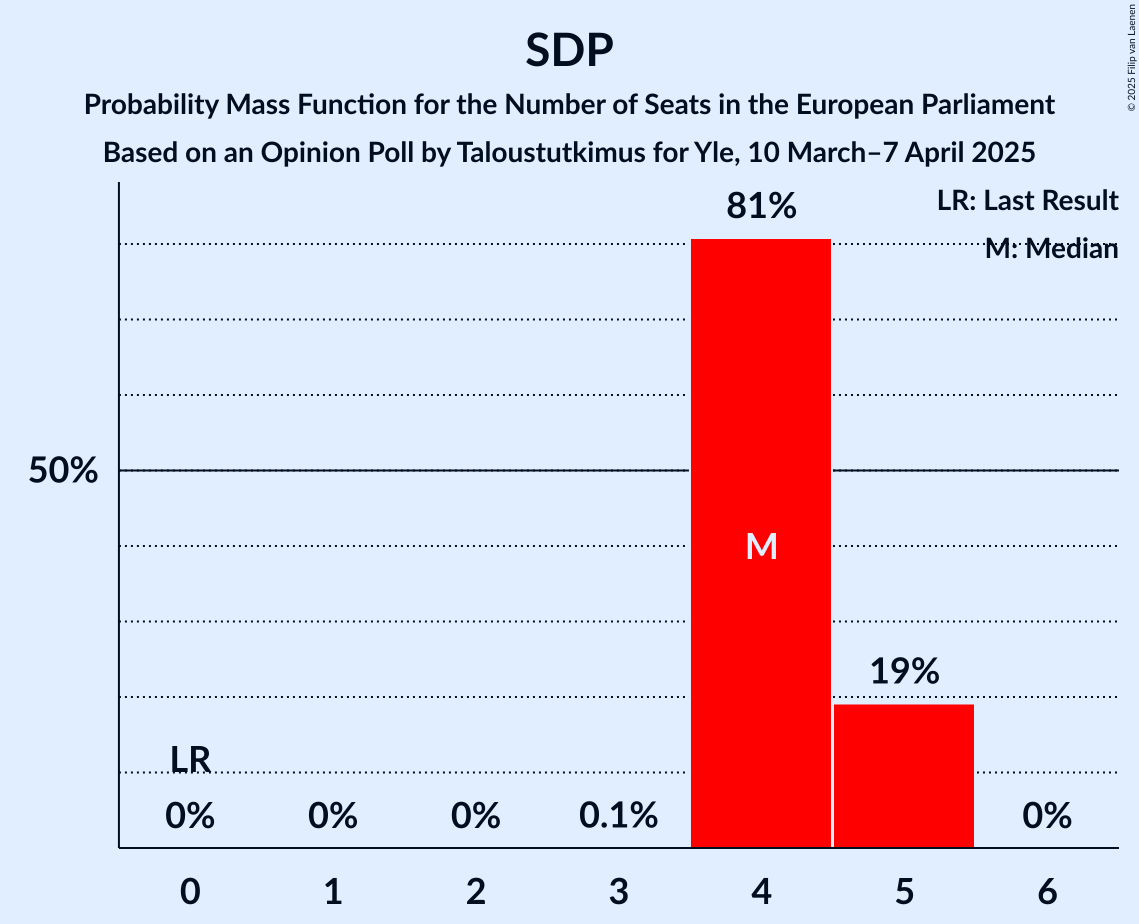 SDP
Probability Mass Function for the Number of Seats in the European Parliament
Based on an Opinion Poll by Taloustutkimus for Yle, 10 March–7 April 2025
© 2025 Filip van Laenen
LR: Last Result
M: Median
81%
50%
M
19%
LR
0% 0% 0% 0.1% 0%
0 1 2 3 4 5 6